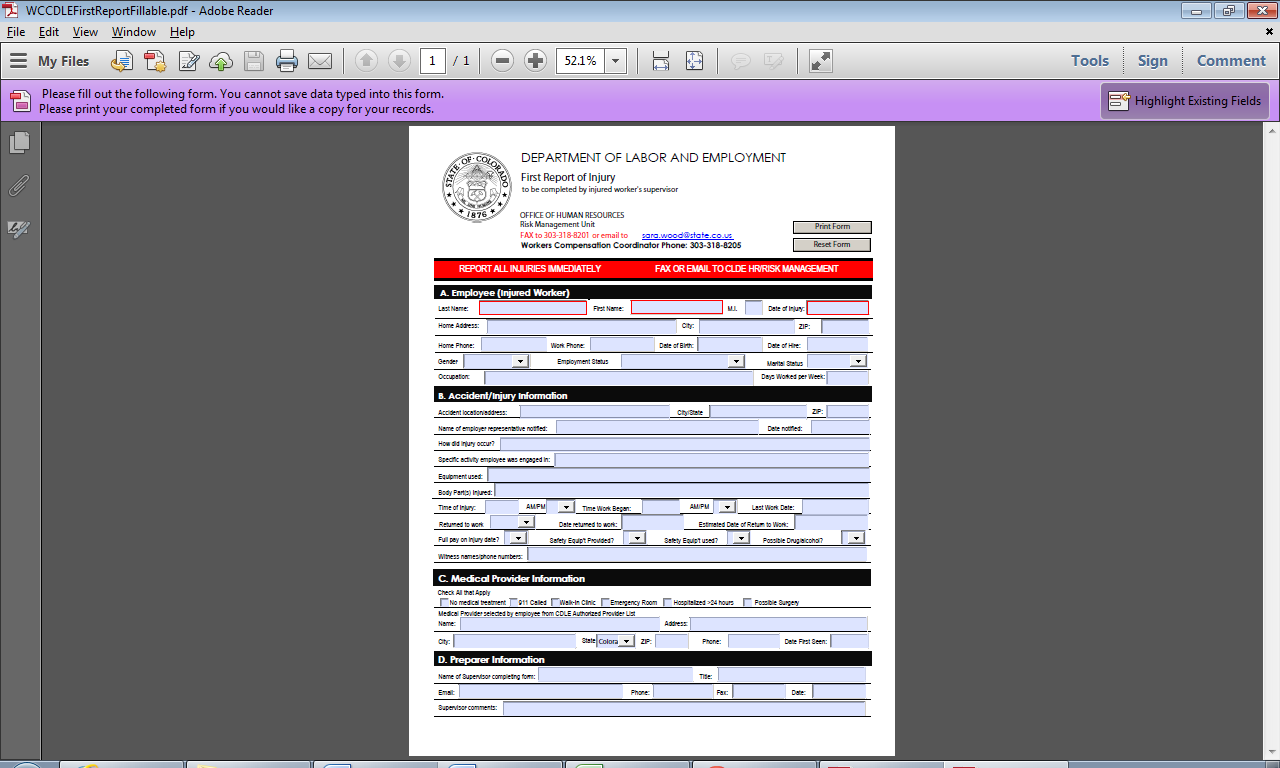 WCCDLEFirstReportFillable.pdf - Adobe Reader
File Edit View Window Help
My Files 1 / 1 52.1% Tools Sign Comment
Please fill out the following form. You cannot save data typed into this form.
Please print your completed form if you would like a copy for your records.
Highlight Existing Fields
STATE OF COLORADO
1876
DEPARTMENT OF LABOR AND EMPLOYMENT
First Report of Injury
to be completed by injured worker's supervisor
OFFICE OF HUMAN RESOURCES
Risk Management Unit
FAX to 303-318-8201 or email to sara.wood@state.co.us
Workers Compensation Coordinator Phone: 303-318-8205
Print Form
Reset Form
REPORT ALL INJURIES IMMEDIATELY FAX OR EMAIL TO CLDE HR/RISK MANAGEMENT
A. Employee (Injured Worker)
Last Name: First Name: M.I. Date of Injury:
Home Address: City: ZIP:
Home Phone: Work Phone: Date of Birth: Date of Hire:
Gender Employment Status Marital Status
Occupation: Days Worked per Week:
B. Accident/Injury Information
Accident location/address: City/State ZIP:
Name of employer representative notified: Date notified:
How did injury occur?
Specific activity employee was engaged in:
Equipment used:
Body Part(s) Injured:
Time of Injury: AM/PM Time Work Began: AM/PM Last Work Date:
Returned to work Date returned to work: Estimated Date of Return to Work:
Full pay on injury date? Safety Equip't Provided? Safety Equip't used? Possible Drug/alcohol?
Witness names/phone numbers:
C. Medical Provider Information
Check All that Apply
No medical treatment 911 Called Walk-In Clinic Emergency Room Hospitalized >24 hours Possible Surgery
Medical Provider selected by employee from CDLE Authorized Provider List
Name: Address:
City: State Colora ZIP: Phone: Date First Seen:
D. Preparer Information
Name of Supervisor completing form: Title:
Email: Phone: Fax: Date:
Supervisor comments: